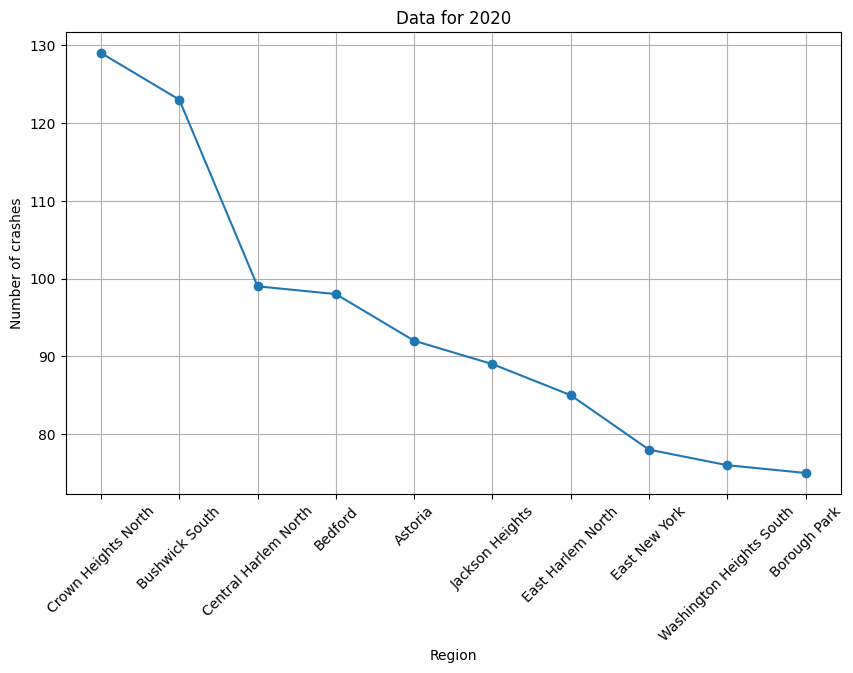 Data for 2020
Number of crashes
130
120
110
100
90
80
Crown Heights North
Bushwick South
Central Harlem North
Bedford
Astoria
Jackson Heights
East Harlem North
East New York
Washington Heights South
Borough Park
Region